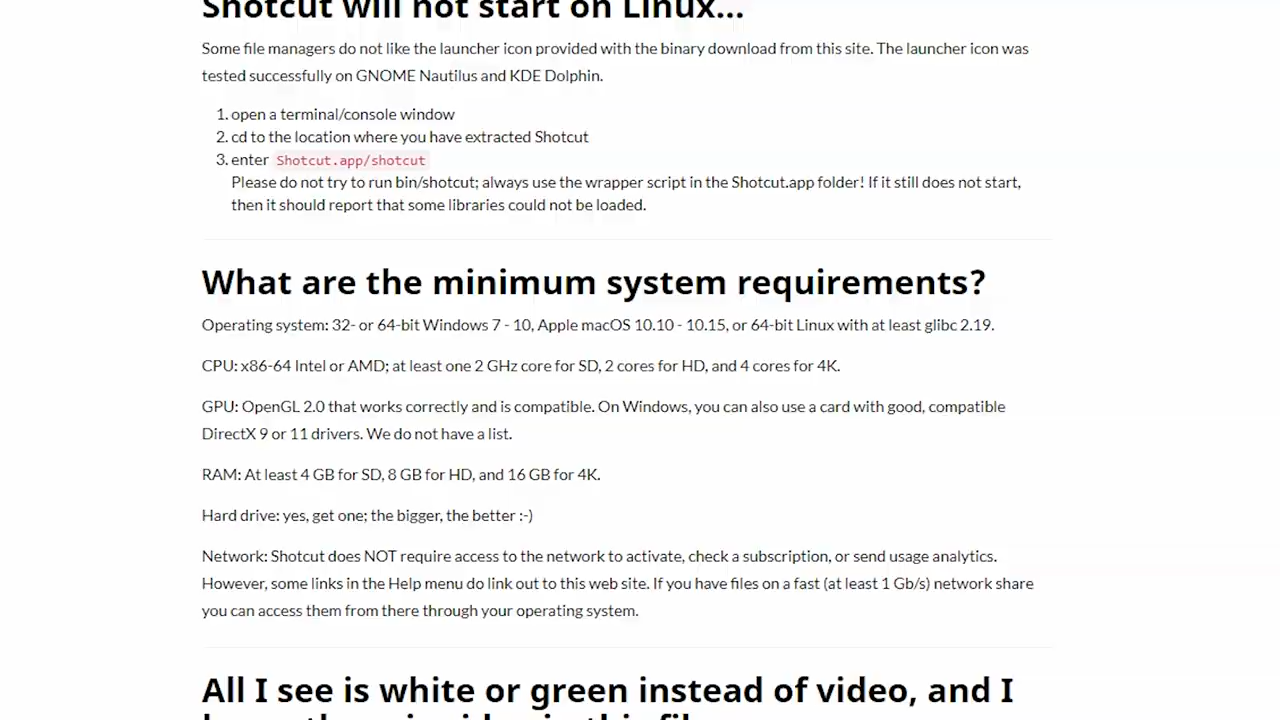 Shotcut will not start on Linux...
Some file managers do not like the launcher icon provided with the binary download from this site. The launcher icon was
tested successfully on GNOME Nautilus and KDE Dolphin.
1. open a terminal/console window
2. cd to the location where you have extracted Shotcut
3. enter Shotcut.app/shotcut
Please do not try to run bin/shotcut; always use the wrapper script in the Shotcut.app folder! If it still does not start,
then it should report that some libraries could not be loaded.
What are the minimum system requirements?
Operating system: 32- or 64-bit Windows 7 - 10, Apple macOS 10.10 - 10.15, or 64-bit Linux with at least glibc 2.19.
CPU: x86-64 Intel or AMD; at least one 2 GHz core for SD, 2 cores for HD, and 4 cores for 4K.
GPU: OpenGL 2.0 that works correctly and is compatible. On Windows, you can also use a card with good, compatible
DirectX 9 or 11 drivers. We do not have a list.
RAM: At least 4 GB for SD, 8 GB for HD, and 16 GB for 4K.
Hard drive: yes, get one; the bigger, the better :-)
Network: Shotcut does NOT require access to the network to activate, check a subscription, or send usage analytics.
However, some links in the Help menu do link out to this web site. If you have files on a fast (at least 1 Gb/s) network share
you can access them from there through your operating system.
All I see is white or green instead of video, and I